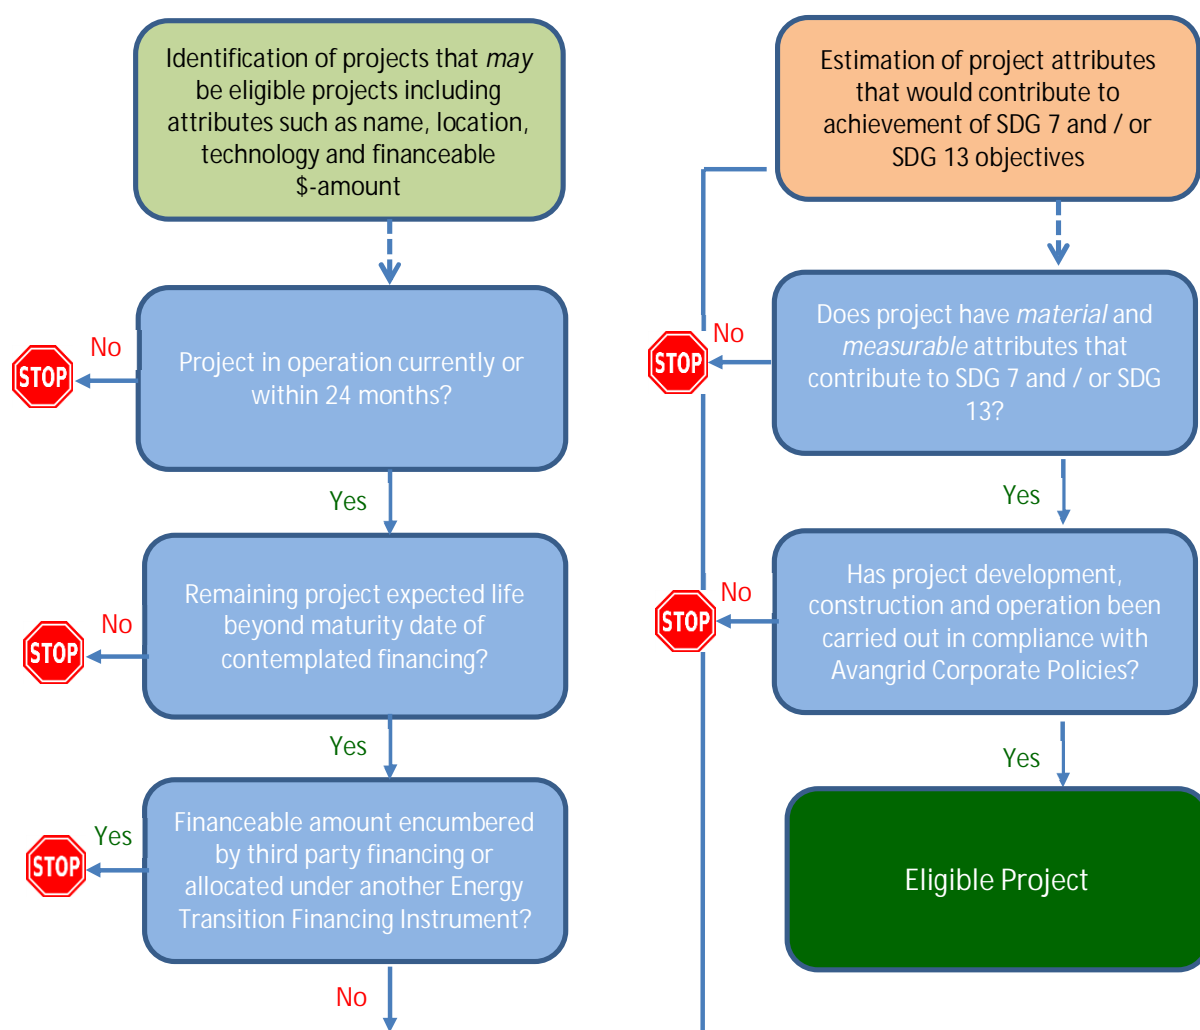 Identification of projects that may
be eligible projects including
attributes such as name, location,
technology and financeable
$-amount
No
STOP
Project in operation currently or
within 24 months?
Yes
No
STOP
Remaining project expected life
beyond maturity date of
contemplated financing?
Yes
Yes
STOP
Financeable amount encumbered
by third party financing or
allocated under another Energy
Transition Financing Instrument?
No
Estimation of project attributes
that would contribute to
achievement of SDG 7 and / or
SDG 13 objectives
No
STOP
Does project have material and
measurable attributes that
contribute to SDG 7 and / or SDG
13?
Yes
No
STOP
Has project development,
construction and operation been
carried out in compliance with
Avangrid Corporate Policies?
Yes
Eligible Project